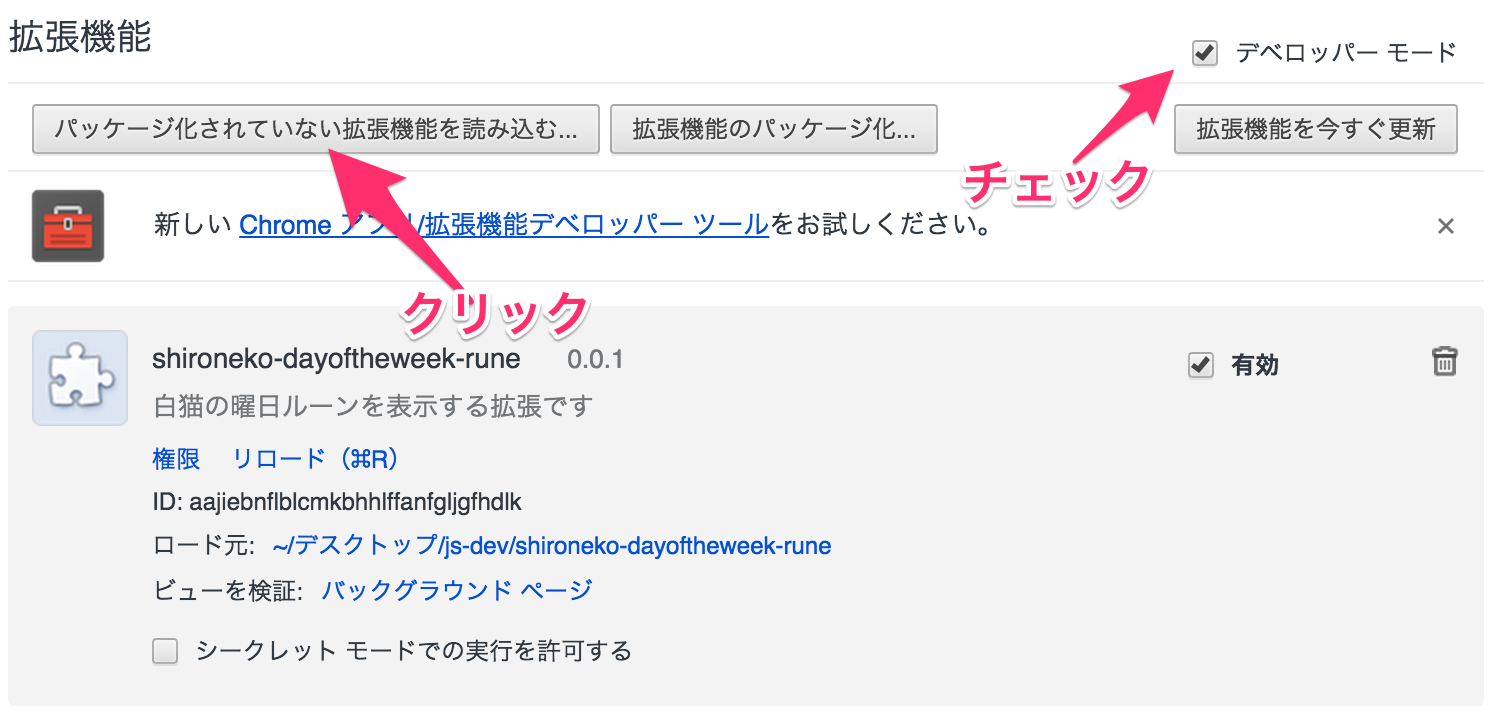 拡張機能
デベロッパー モード
パッケージ化されていない拡張機能を読み込む...
拡張機能のパッケージ化...
拡張機能を今すぐ更新
チェック
新しい Chrome アプリ/拡張機能デベロッパー ツールをお試しください。
クリック
shironeko-dayoftheweek-rune 0.0.1
有効
白猫の曜日ルーンを表示する拡張です
権限 リロード（⌘R）
ID: aajiebnflblcmkbhhlffanfgljgfhdlk
ロード元: ~/デスクトップ/js-dev/shironeko-dayoftheweek-rune
ビューを検証: バックグラウンド ページ
シークレット モードでの実行を許可する